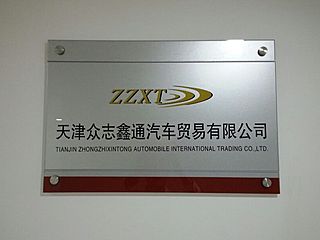 ZZXT
天津众志鑫通汽车贸易有限公司
TIANJIN ZHONGZHIXINTONG AUTOMOBILE INTERNATIONAL TRADING CO.,LTD.